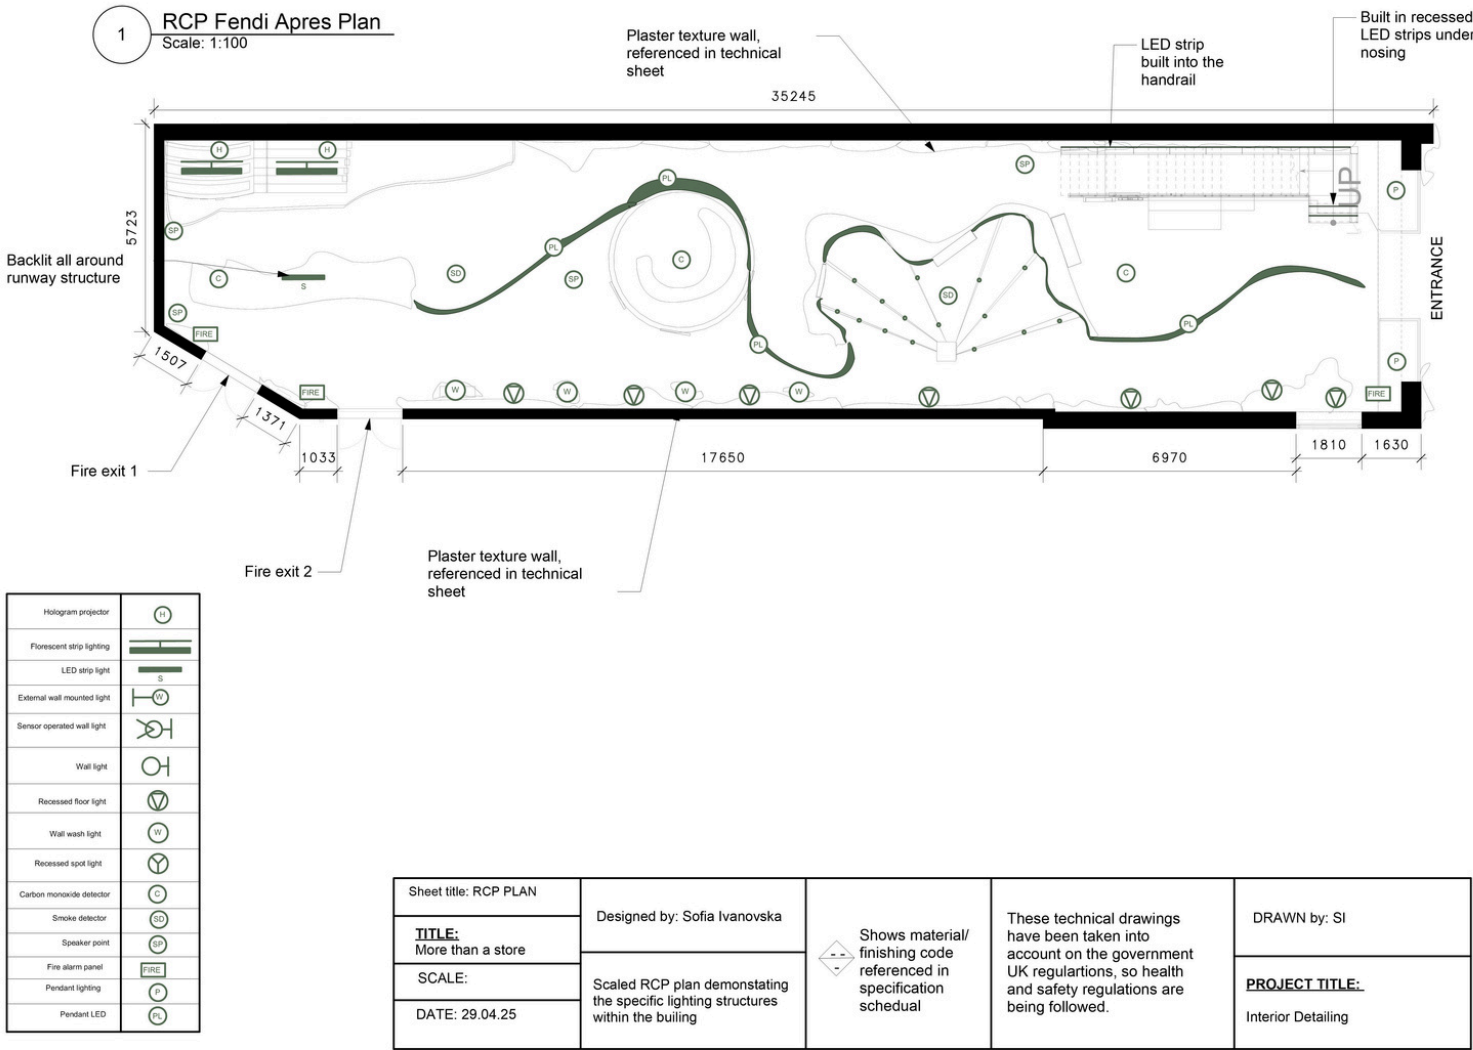 1
RCP Fendi Apres Plan
Scale: 1:100
Plaster texture wall,
referenced in technical
sheet
LED strip
built into the
handrail
Built in recessed
LED strips under
nosing
35245
5723
H
H
PL
SP
UP
P
SP
PL
C
SD
SP
C
SD
C
Backlit all around
runway structure
S
SP
FIRE
PL
PL
P
ENTRANCE
1507
FIRE
W
W
W
W
FIRE
1371
Fire exit 1
1033
17650
6970
1810
1630
Fire exit 2
Plaster texture wall,
referenced in technical
sheet
Hologram projector
H
Florescent strip lighting
LED strip light
S
External wall mounted light
W
Sensor operated wall light
Wall light
Recessed floor light
Wall wash light
W
Recessed spot light
Carbon monoxide detector
C
Smoke detector
SD
Speaker point
SP
Fire alarm panel
FIRE
Pendant lighting
P
Pendant LED
PL
Sheet title: RCP PLAN
TITLE:
More than a store
SCALE:
DATE: 29.04.25
Designed by: Sofia Ivanovska
Scaled RCP plan demonstating
the specific lighting structures
within the builing
- -
-
Shows material/
finishing code
referenced in
specification
schedual
These technical drawings
have been taken into
account on the government
UK regulartions, so health
and safety regulations are
being followed.
DRAWN by: SI
PROJECT TITLE:
Interior Detailing